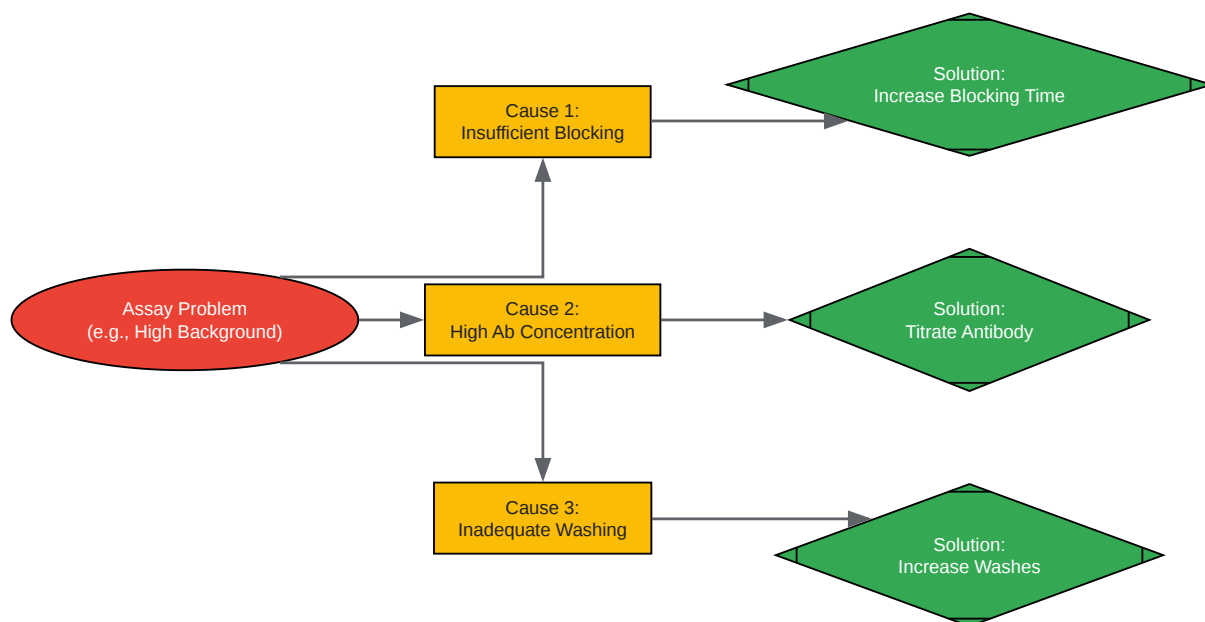 Assay Problem
(e.g., High Background)
Cause 1:
Insufficient Blocking
Solution:
Increase Blocking Time
Cause 2:
High Ab Concentration
Solution:
Titrate Antibody
Cause 3:
Inadequate Washing
Solution:
Increase Washes